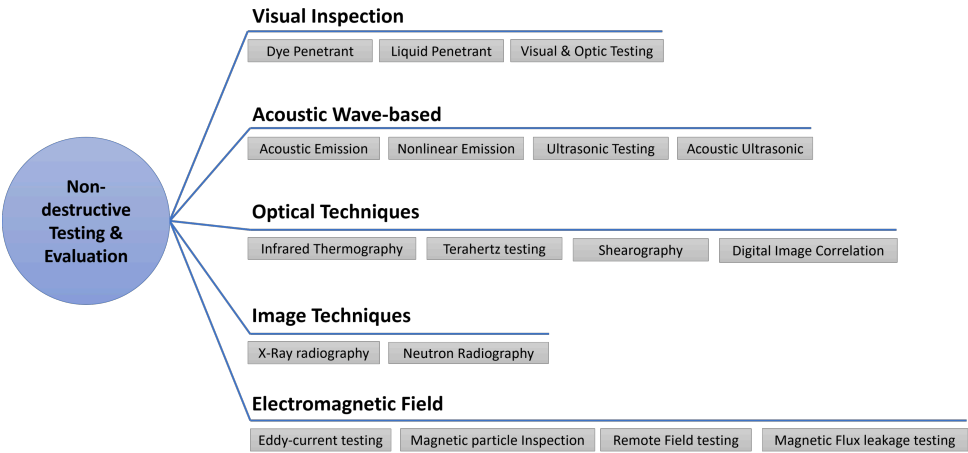 Visual Inspection
Dye Penetrant
Liquid Penetrant
Visual & Optic Testing
Acoustic Wave-based
Acoustic Emission
Nonlinear Emission
Ultrasonic Testing
Acoustic Ultrasonic
Non-
destructive
Testing &
Evaluation
Optical Techniques
Infrared Thermography
Terahertz testing
Shearography
Digital Image Correlation
Image Techniques
X-Ray radiography
Neutron Radiography
Electromagnetic Field
Eddy-current testing
Magnetic particle Inspection
Remote Field testing
Magnetic Flux leakage testing